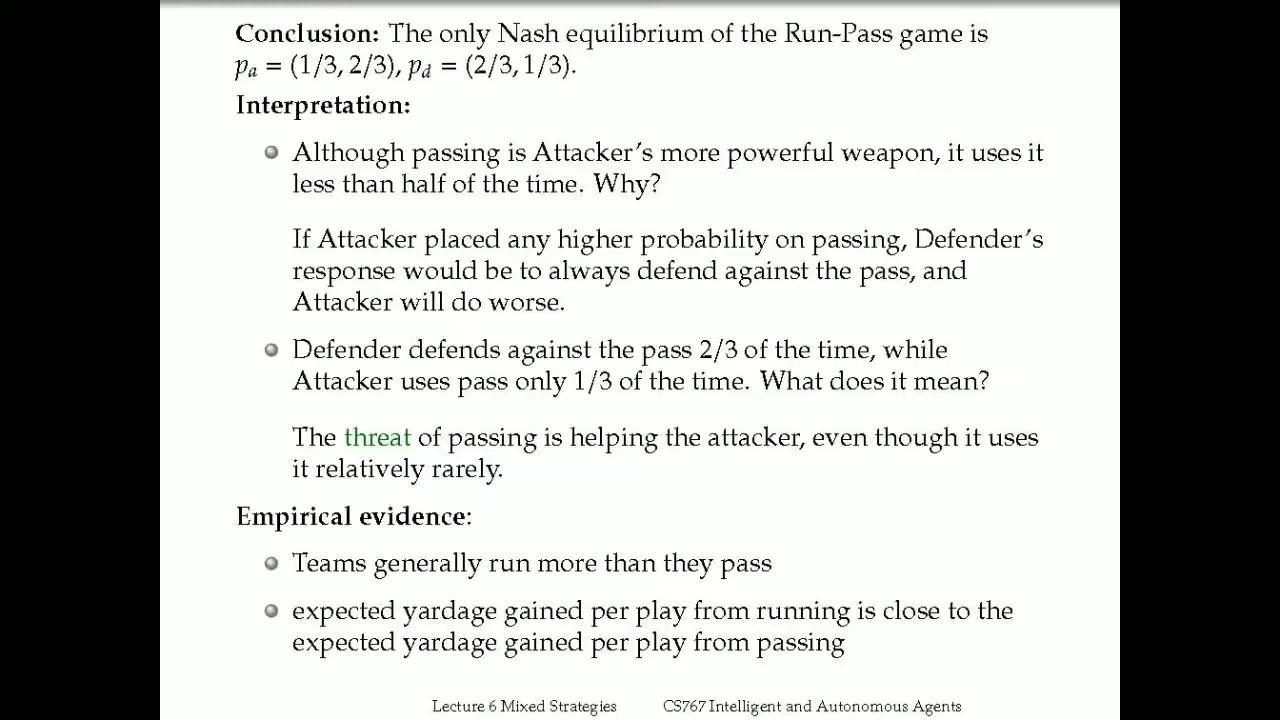 Conclusion: The only Nash equilibrium of the Run-Pass game is
pa = (1/3, 2/3), pd = (2/3, 1/3).
Interpretation:
Although passing is Attacker's more powerful weapon, it uses it
less than half of the time. Why?
If Attacker placed any higher probability on passing, Defender's
response would be to always defend against the pass, and
Attacker will do worse.
Defender defends against the pass 2/3 of the time, while
Attacker uses pass only 1/3 of the time. What does it mean?
The threat of passing is helping the attacker, even though it uses
it relatively rarely.
Empirical evidence:
Teams generally run more than they pass
expected yardage gained per play from running is close to the
expected yardage gained per play from passing
Lecture 6 Mixed Strategies CS767 Intelligent and Autonomous Agents